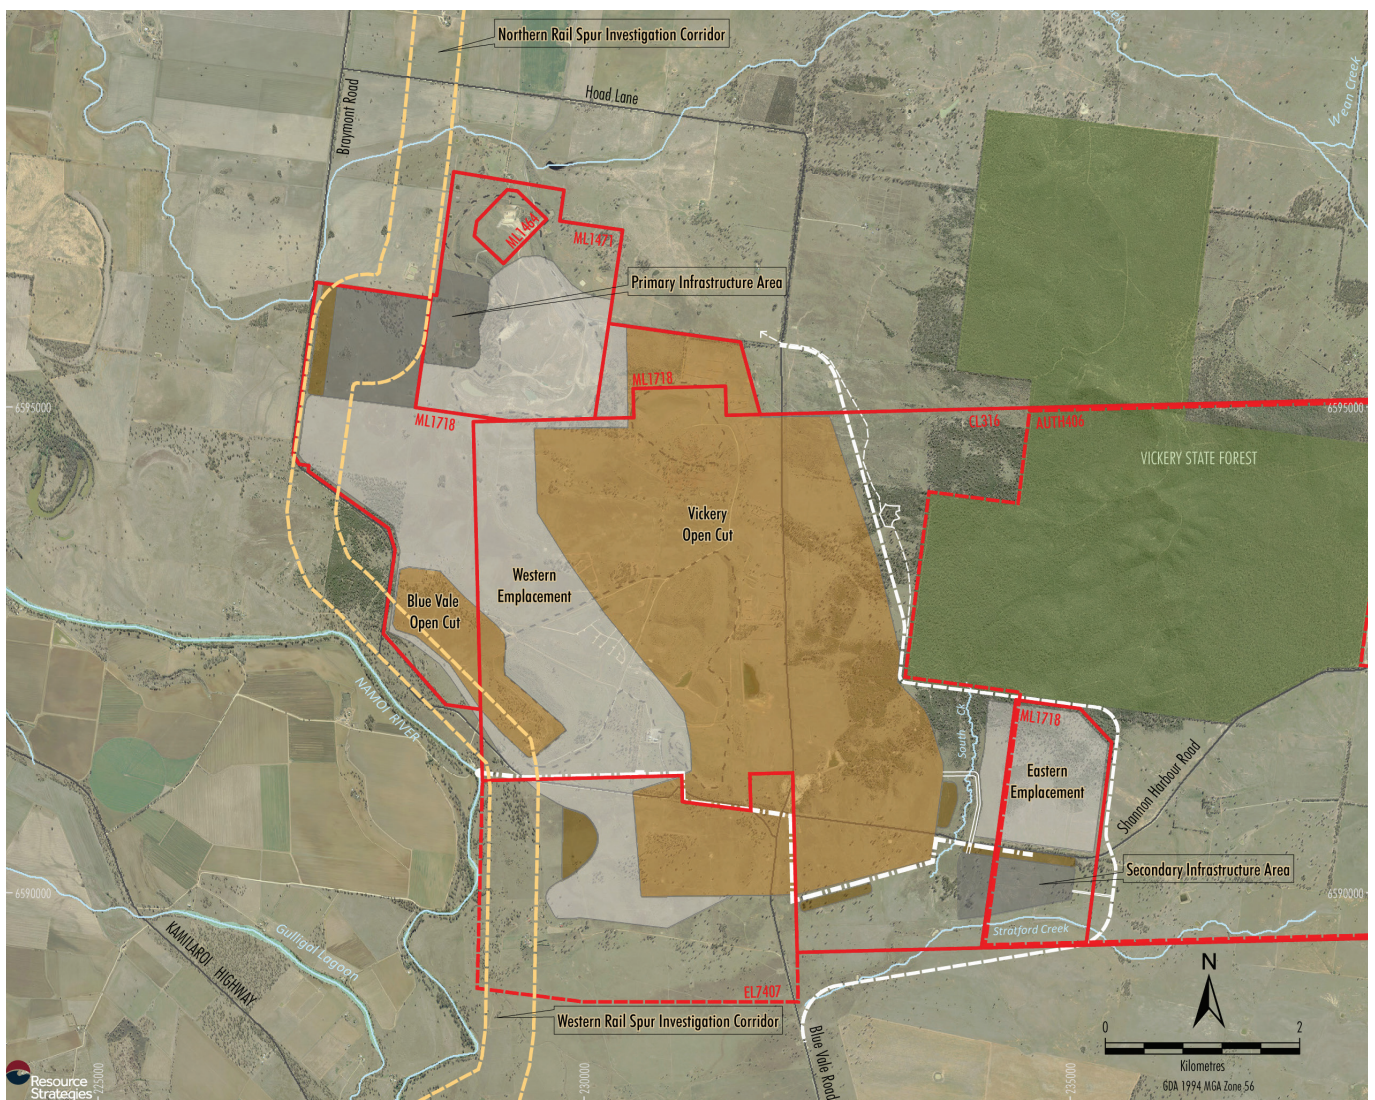 Northern Rail Spur Investigation Corridor
Hoad Lane
Braymont Road
Wean Creek
ML1464
ML1471
Primary Infrastructure Area
ML1718
ML1718
CL316
AUTH406
6595000
6595000
VICKERY STATE FOREST
Vickery
Open Cut
Western
Emplacement
Blue Vale
Open Cut
NAMOI RIVER
South Ck
ML1718
Eastern
Emplacement
Shannon Harbour Road
Secondary Infrastructure Area
6590000
6590000
Stratford Creek
Gulligal Lagoon
KAMILAROI HIGHWAY
EL7407
Western Rail Spur Investigation Corridor
Blue Vale Road
N
0 2
Kilometres
GDA 1994 MGA Zone 56
Resource
Strategies
225000
230000
235000